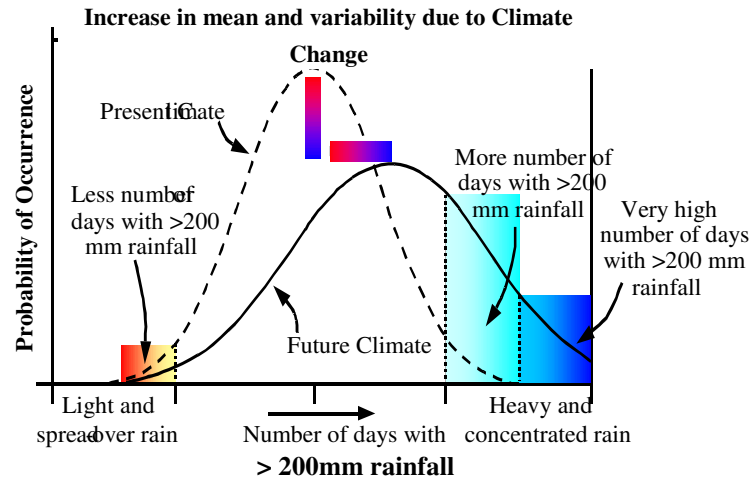 Increase in mean and variability due to Climate
Change
Probability of Occurrence
Present Climate
Less number of
days with >200
mm rainfall
More number of
days with >200
mm rainfall
Very high
number of days
with >200 mm
rainfall
Future Climate
Light and
spread-over rain
Number of days with
> 200mm rainfall
Heavy and
concentrated rain